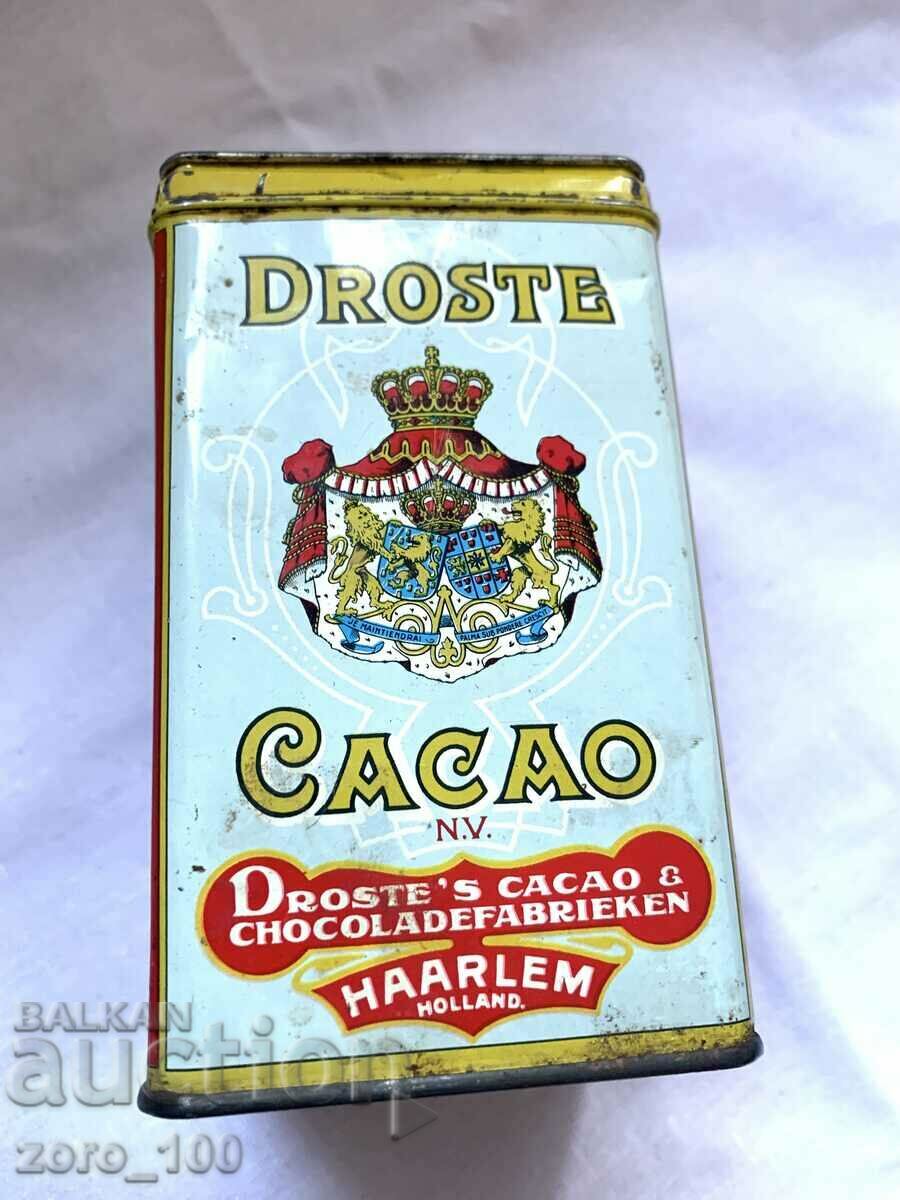 DROSTE
JE MAINTIENDRAI
PALMA SUB PONDERE CRESCIT
CACAO
N.V.
DROSTE'S CACAO &
CHOCOLADEFABRIEKEN
HAARLEM
HOLLAND.
BALKAN
auction
zoro_100